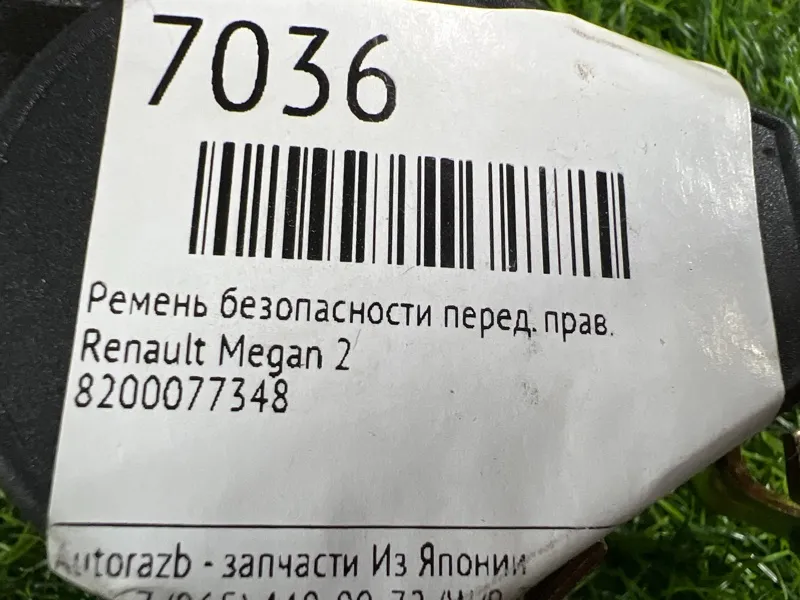 7036
Ремень безопасности перед. прав.
Renault Megan 2
8200077348
Autorazb - запчасти Из Японии